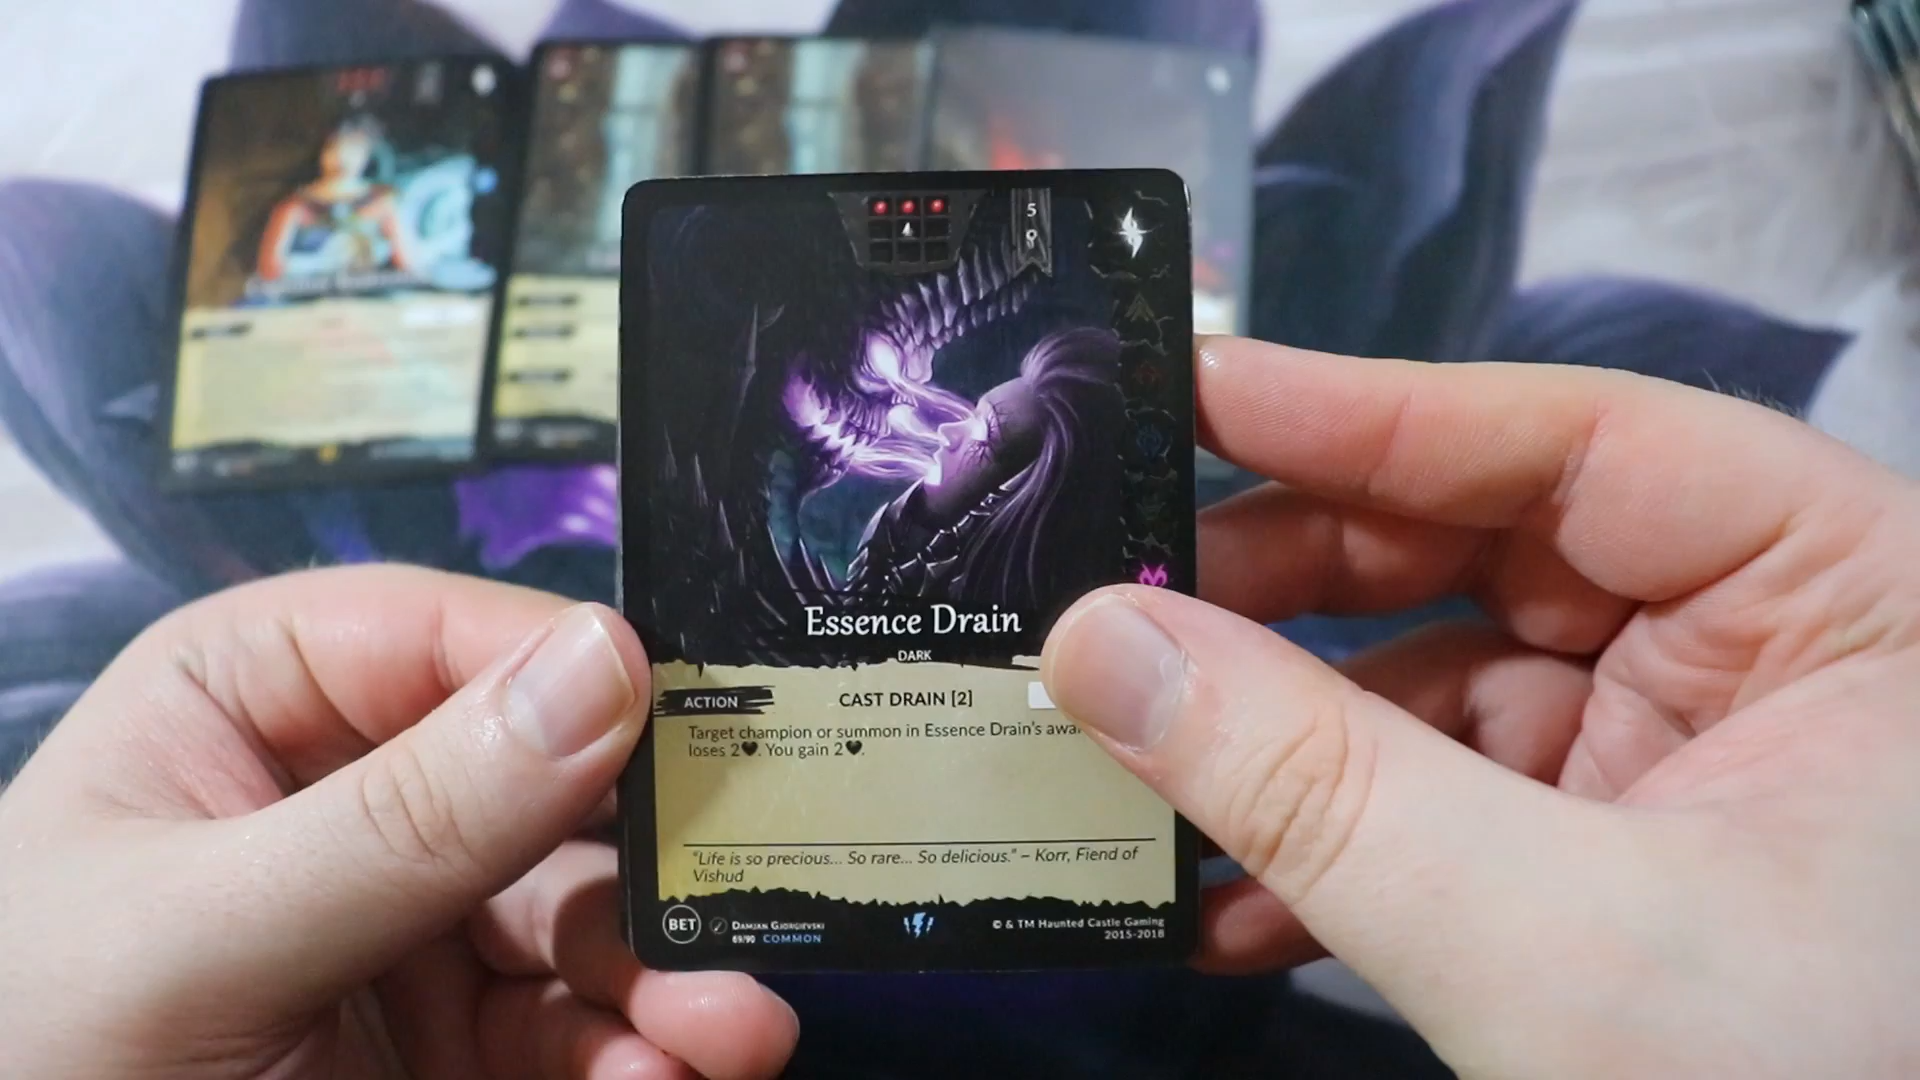 5
Essence Drain
DARK
ACTION CAST DRAIN [2]
Target champion or summon in Essence Drain's
loses 2🖤. You gain 2🖤.
"Life is so precious... So rare... So delicious." – Korr, Fiend of
Vishud
BET DAMJAN GJORGIEVSKI © & TM Haunted Castle Gaming
69/90 COMMON 2015-2018